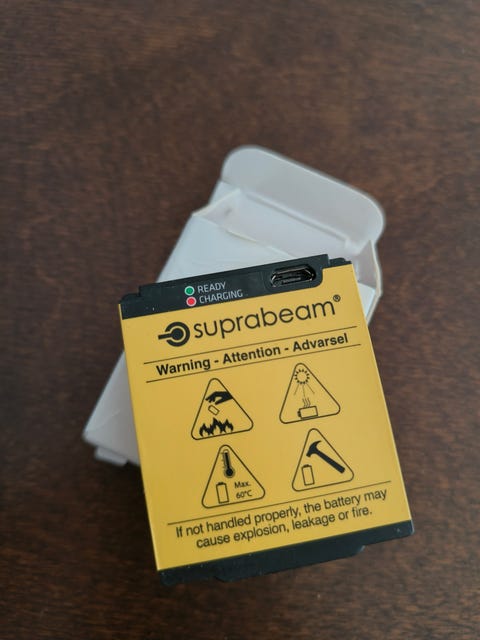 READY
CHARGING
suprabeam®
Warning - Attention - Advarsel
Max.
60°C
If not handled properly, the battery may
cause explosion, leakage or fire.